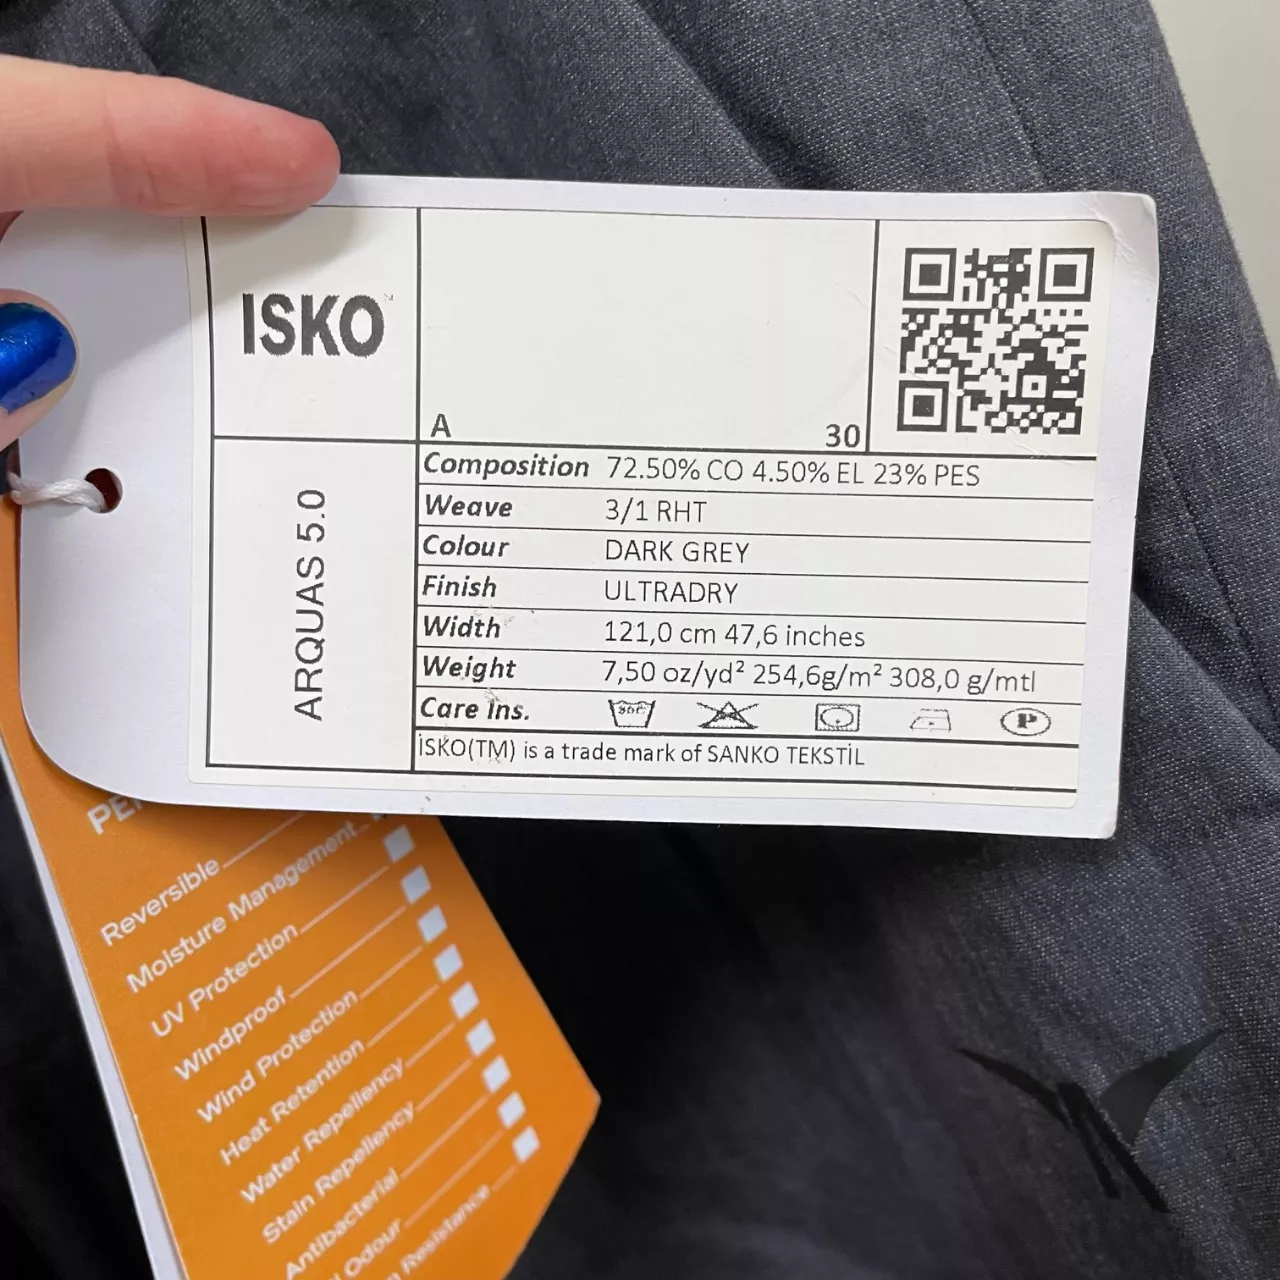 ISKO™
A 30
ARQUAS 5.0
Composition 72.50% CO 4.50% EL 23% PES
Weave 3/1 RHT
Colour DARK GREY
Finish ULTRADRY
Width 121,0 cm 47,6 inches
Weight 7,50 oz/yd² 254,6g/m² 308,0 g/mtl
Care Ins. P
İSKO(TM) is a trade mark of SANKO TEKSTİL
Reversible
Moisture Management
UV Protection
Windproof
Wind Protection
Heat Retention
Water Repellency
Stain Repellency
Antibacterial
Odour
Resistance